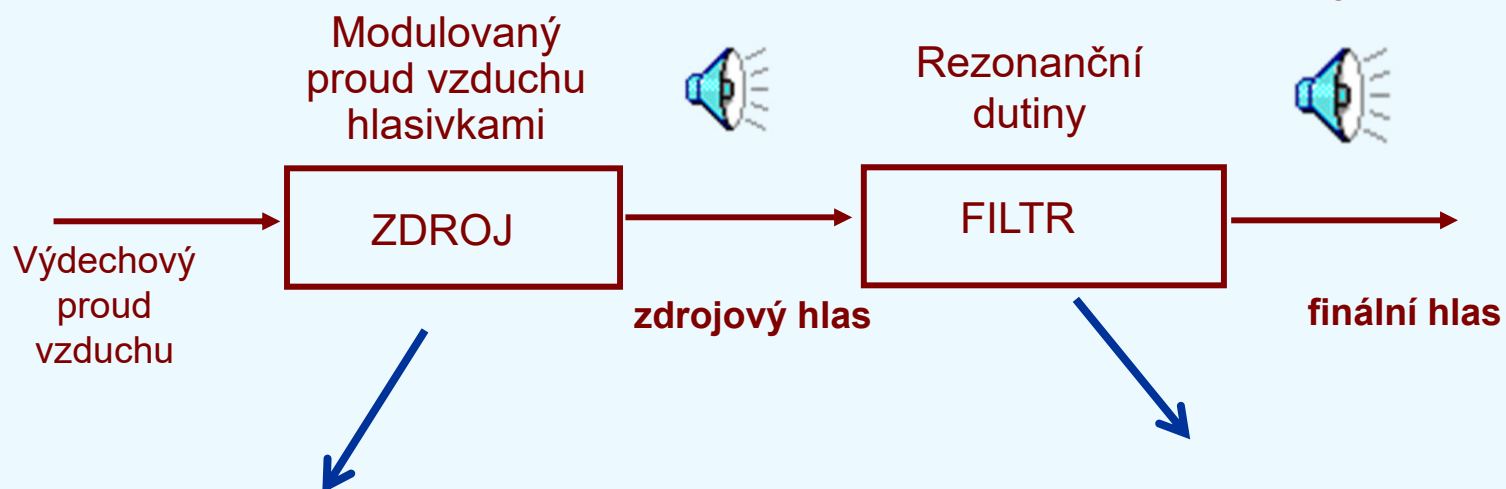 Modulovaný
proud vzduchu
hlasivkami
Rezonanční
dutiny
ZDROJ
FILTR
Výdechový
proud
vzduchu
zdrojový hlas
finální hlas